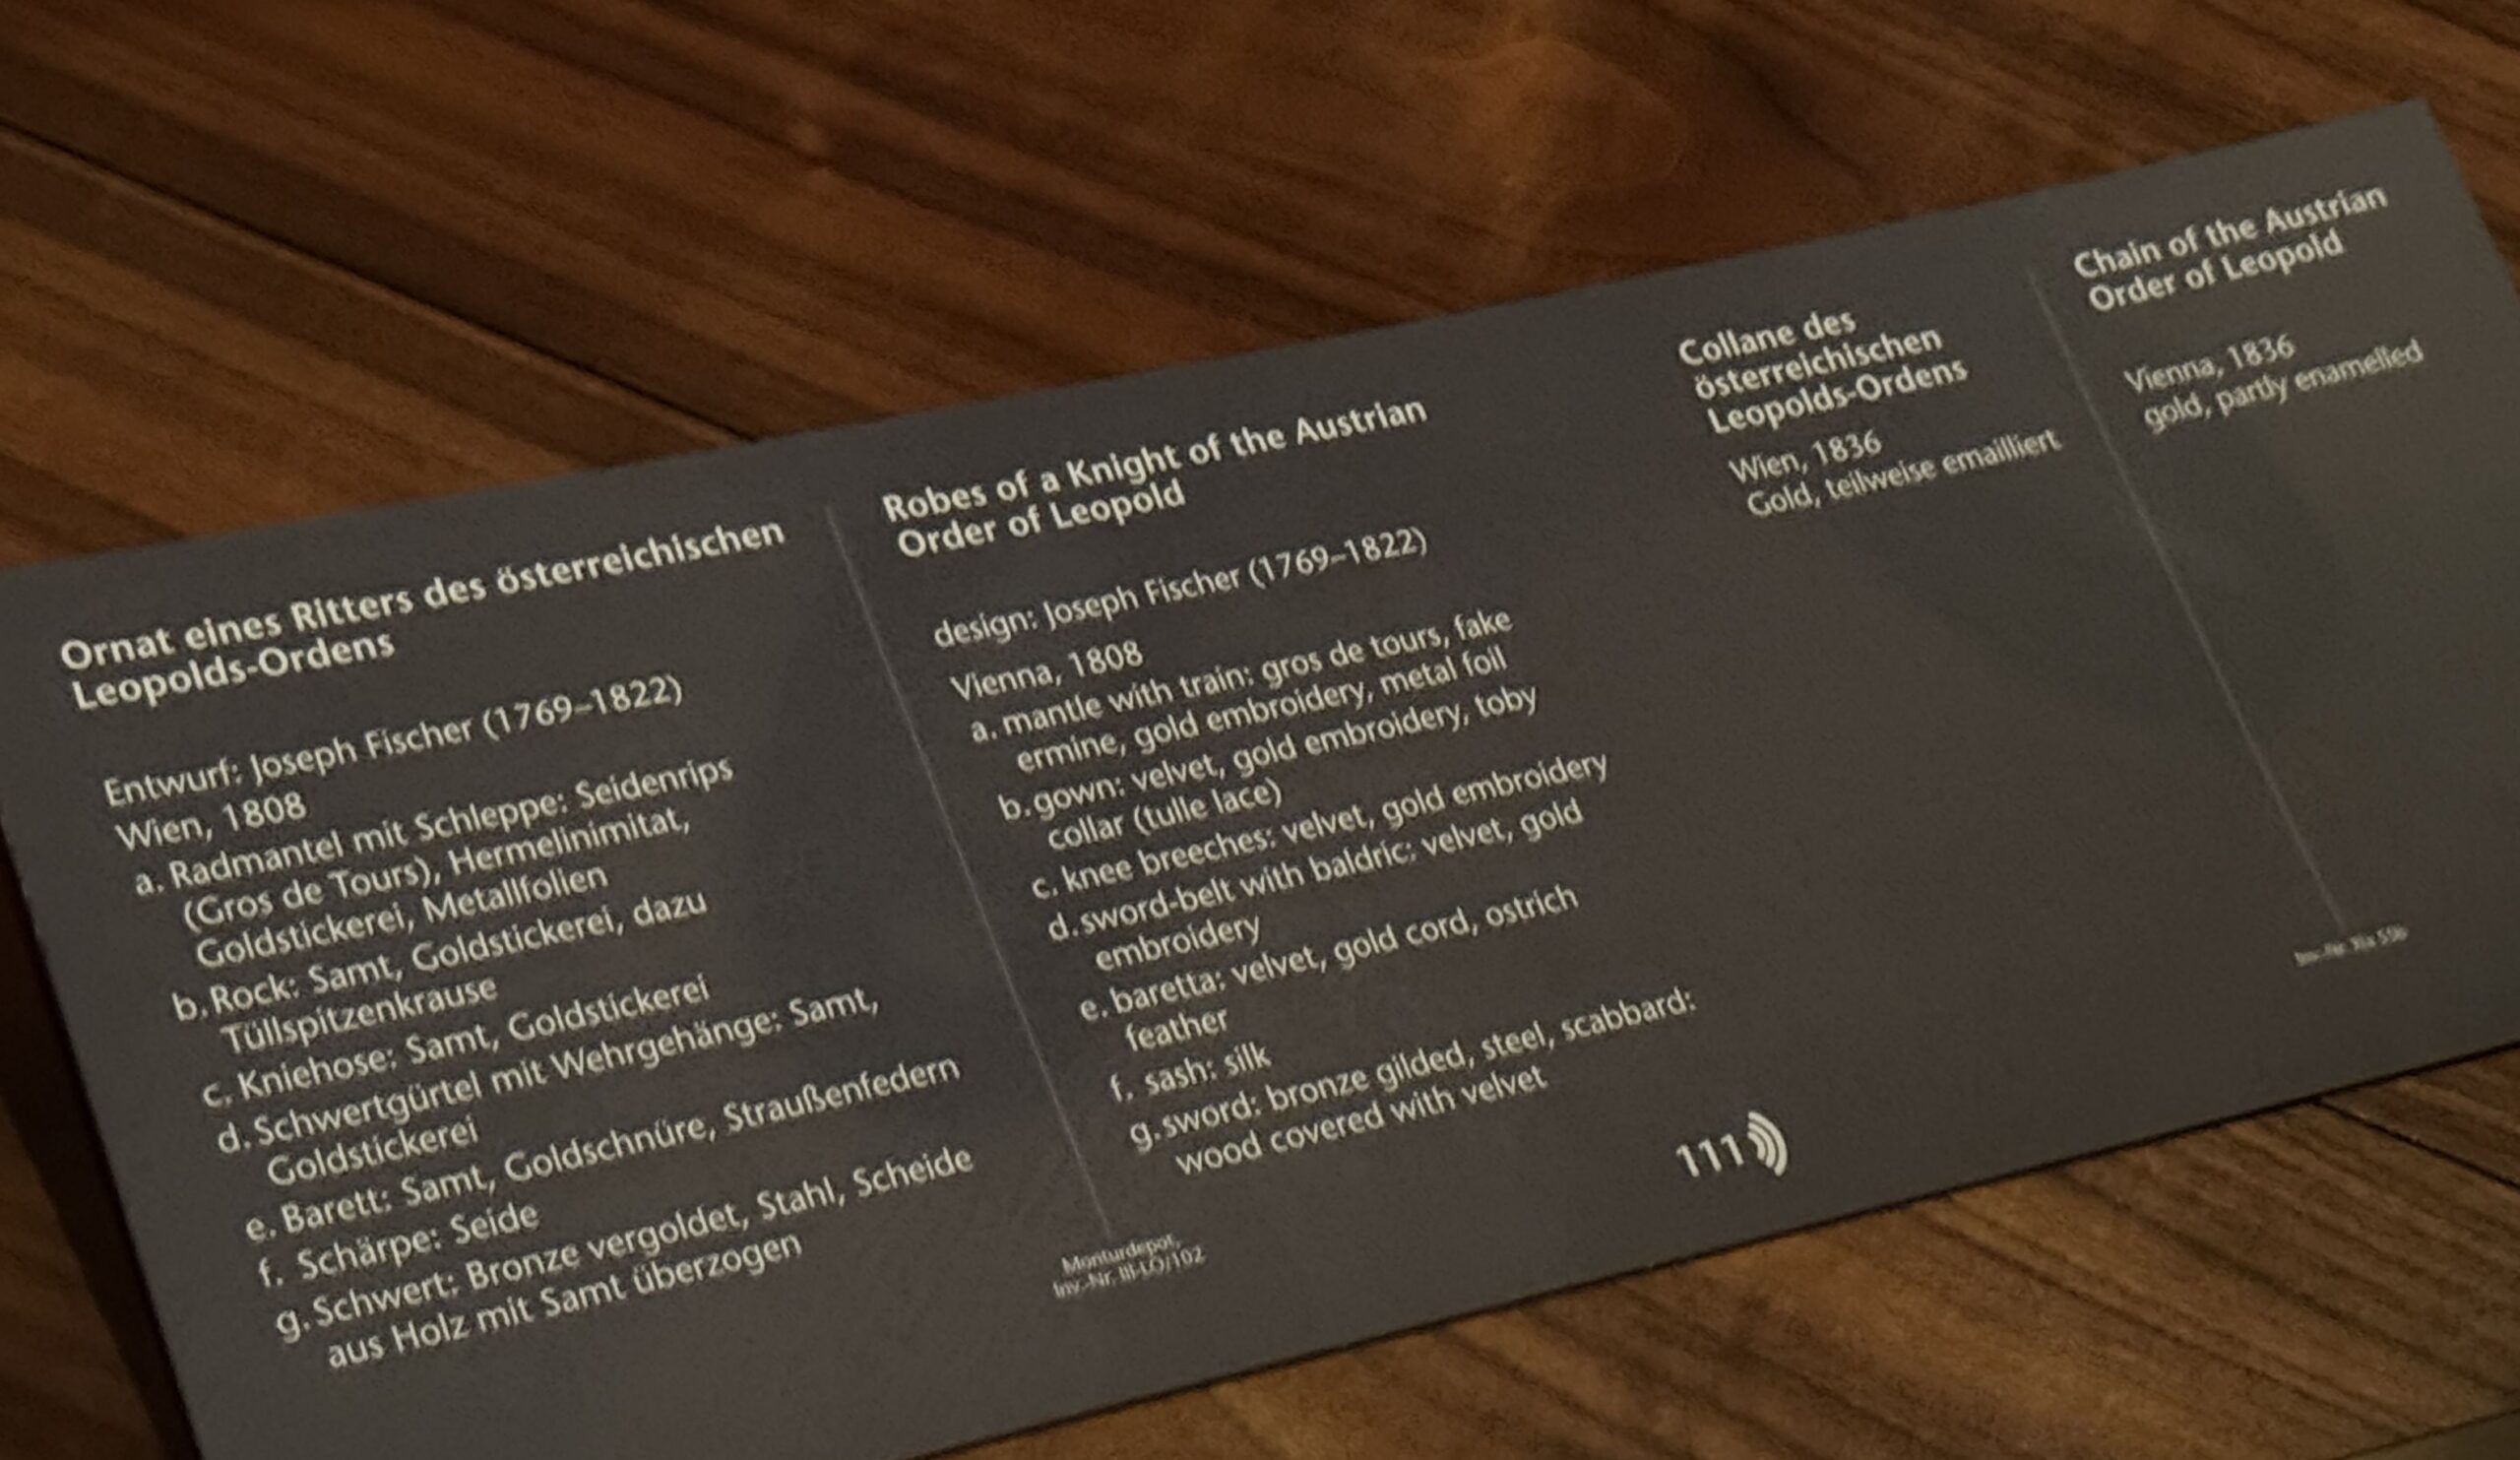 Ornat eines Ritters des österreichischen
Leopolds-Ordens
Entwurf: Joseph Fischer (1769–1822)
Wien, 1808
a. Radmantel mit Schleppe: Seidenrips
(Gros de Tours), Hermelinimitat,
Goldstickerei, Metallfolien
b. Rock: Samt, Goldstickerei, dazu
Tüllspitzenkrause
c. Kniehose: Samt, Goldstickerei
d. Schwertgürtel mit Wehrgehänge: Samt,
Goldstickerei
e. Barett: Samt, Goldschnüre, Straußenfedern
f. Schärpe: Seide
g. Schwert: Bronze vergoldet, Stahl, Scheide
aus Holz mit Samt überzogen
Robes of a Knight of the Austrian
Order of Leopold
design: Joseph Fischer (1769–1822)
Vienna, 1808
a. mantle with train: gros de tours, fake
ermine, gold embroidery, metal foil
b. gown: velvet, gold embroidery, toby
collar (tulle lace)
c. knee breeches: velvet, gold embroidery
d. sword-belt with baldric: velvet, gold
embroidery
e. baretta: velvet, gold cord, ostrich
feather
f. sash: silk
g. sword: bronze gilded, steel, scabbard:
wood covered with velvet
Monturdepot,
Inv.-Nr. III-LO/102
111
Collane des
österreichischen
Leopolds-Ordens
Wien, 1836
Gold, teilweise emailliert
Chain of the Austrian
Order of Leopold
Vienna, 1836
gold, partly enamelled
Inv.-Nr.